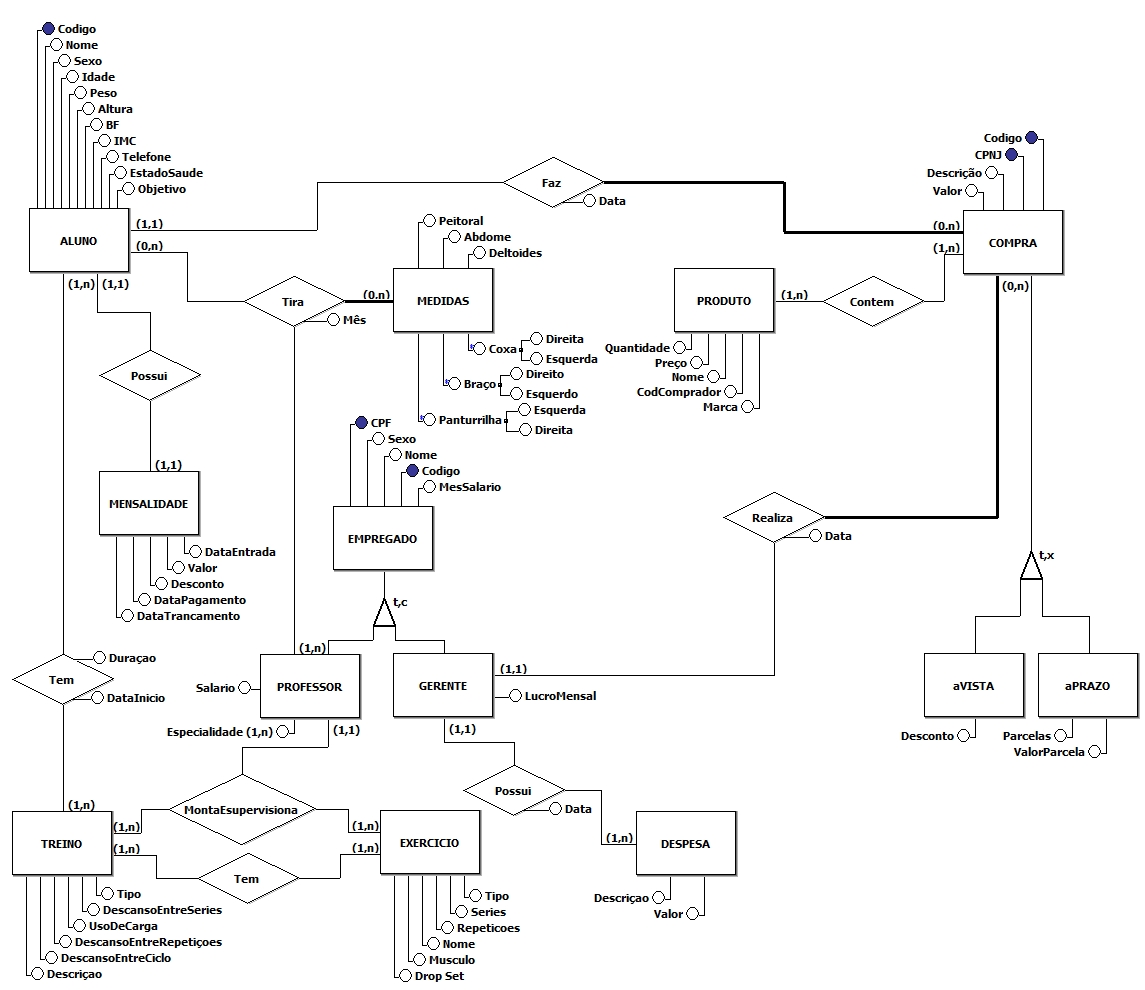 Codigo
Nome
Sexo
Idade
Peso
Altura
BF
IMC
Telefone
EstadoSaude
Objetivo
ALUNO
(1,1)
(0,n)
(1,n)
(1,1)
Faz
Data
Codigo
CPNJ
Descrição
Valor
(0.n)
(1,n)
COMPRA
(0,n)
Peitoral
Abdome
Deltoides
Tira
Mês
(0.n)
MEDIDAS
PRODUTO
(1,n)
Contem
Coxa
Direita
Esquerda
Braço
Direito
Esquerdo
Panturrilha
Esquerda
Direita
Quantidade
Preço
Nome
CodComprador
Marca
Possui
(1,1)
MENSALIDADE
DataEntrada
Valor
Desconto
DataPagamento
DataTrancamento
CPF
Sexo
Nome
Codigo
MesSalario
EMPREGADO
t,c
Realiza
Data
t,x
Tem
Duraçao
DataInicio
(1,n)
Salario
PROFESSOR
Especialidade (1,n)
(1,1)
GERENTE
(1,1)
LucroMensal
(1,1)
aVISTA
Desconto
aPRAZO
Parcelas
ValorParcela
Possui
Data
(1,n)
DESPESA
Descriçao
Valor
(1,n)
TREINO
(1,n)
(1,n)
MontaEsupervisiona
Tem
(1,n)
(1,n)
EXERCICIO
Tipo
DescansoEntreSeries
UsoDeCarga
DescansoEntreRepetiçoes
DescansoEntreCiclo
Descriçao
Tipo
Series
Repeticoes
Nome
Musculo
Drop Set